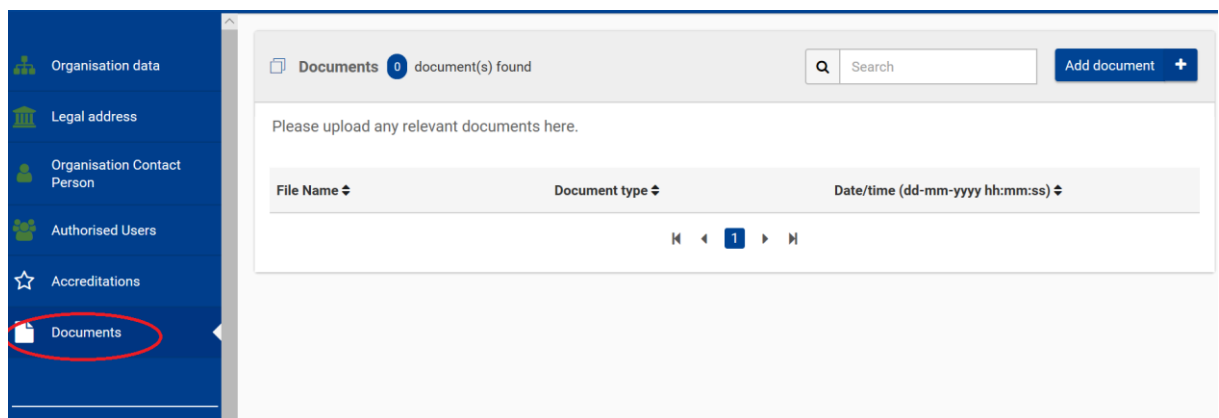 Organisation data
Legal address
Organisation Contact
Person
Authorised Users
Accreditations
Documents
Documents 0 document(s) found
Search
Add document +
Please upload any relevant documents here.
File Name
Document type
Date/time (dd-mm-yyyy hh:mm:ss)
1